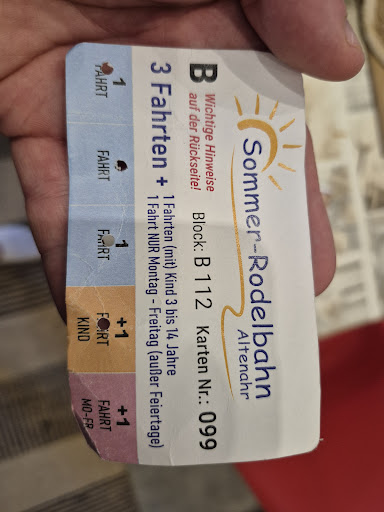 Sommer-Rodelbahn
Altenahr
B
Wichtige Hinweise
auf der Rückseite!
Block: B 112 Karten Nr.: 099
3 Fahrten +
1 Fahrten (mit) Kind 3 bis 14 Jahre
1 Fahrt NUR Montag - Freitag (außer Feiertage)
1
FAHRT
FAHRT
1
FAHRT
+1
FAHRT
KIND
+1
FAHRT
MO-FR